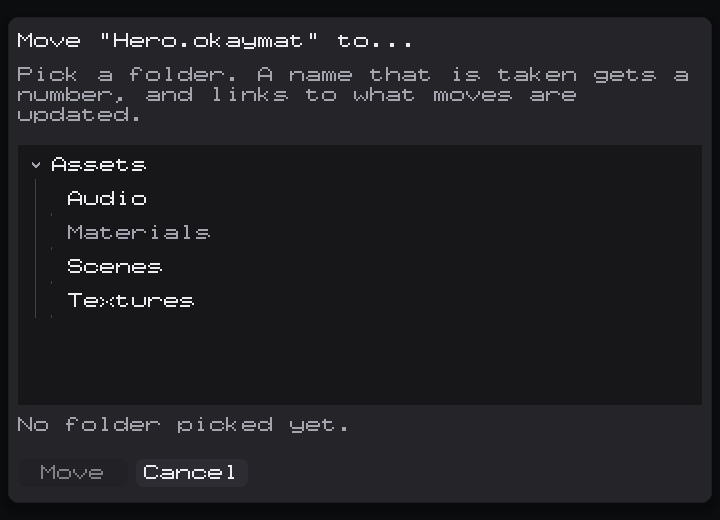 Move "Hero.okaymat" to...
Pick a folder. A name that is taken gets a
number, and links to what moves are
updated.
Assets
Audio
Materials
Scenes
Textures
No folder picked yet.
Move Cancel